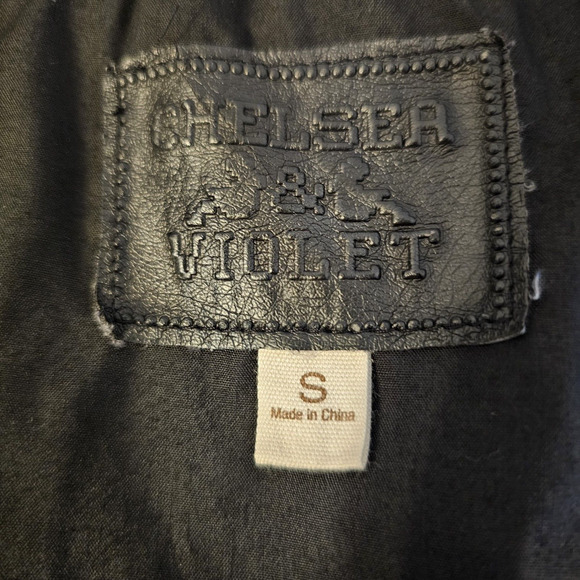 CHELSEA
&
VIOLET
S
Made in China